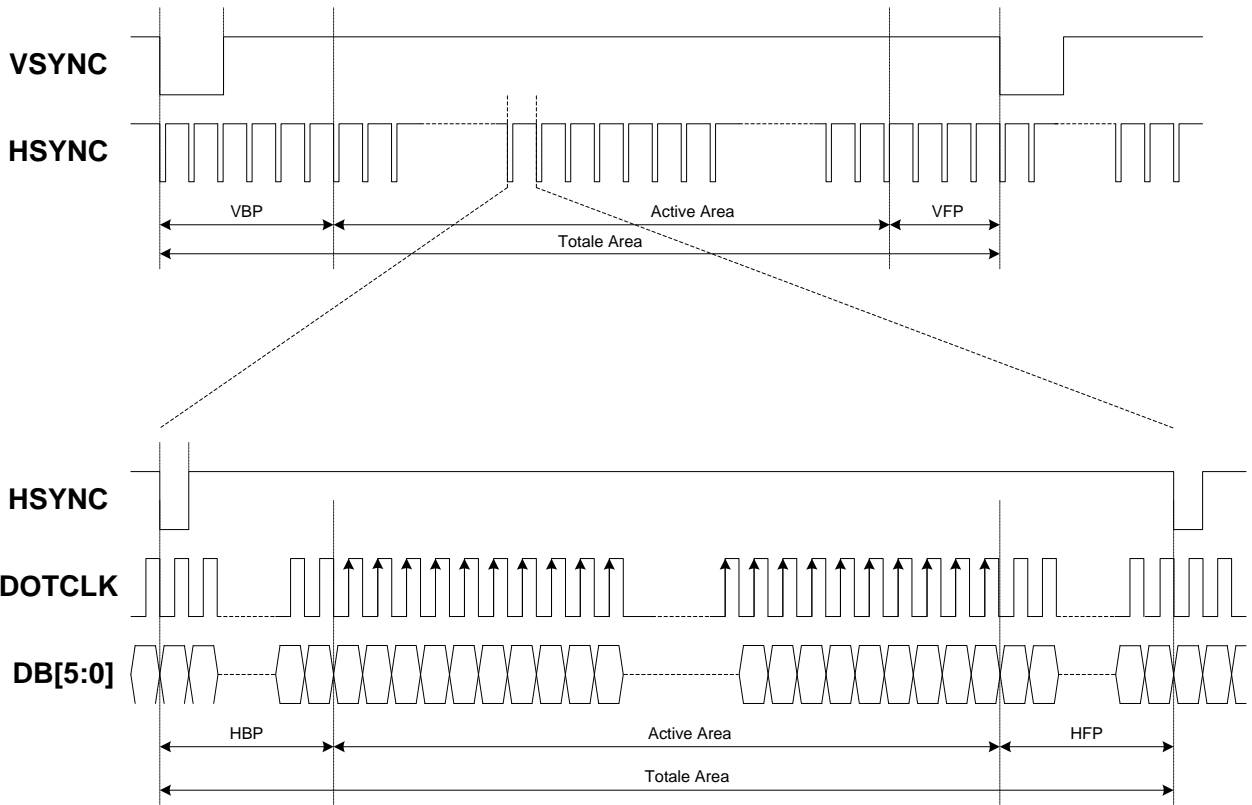 VSYNC
HSYNC
VBP
Active Area
VFP
Totale Area
HSYNC
DOTCLK
DB[5:0]
HBP
Active Area
HFP
Totale Area